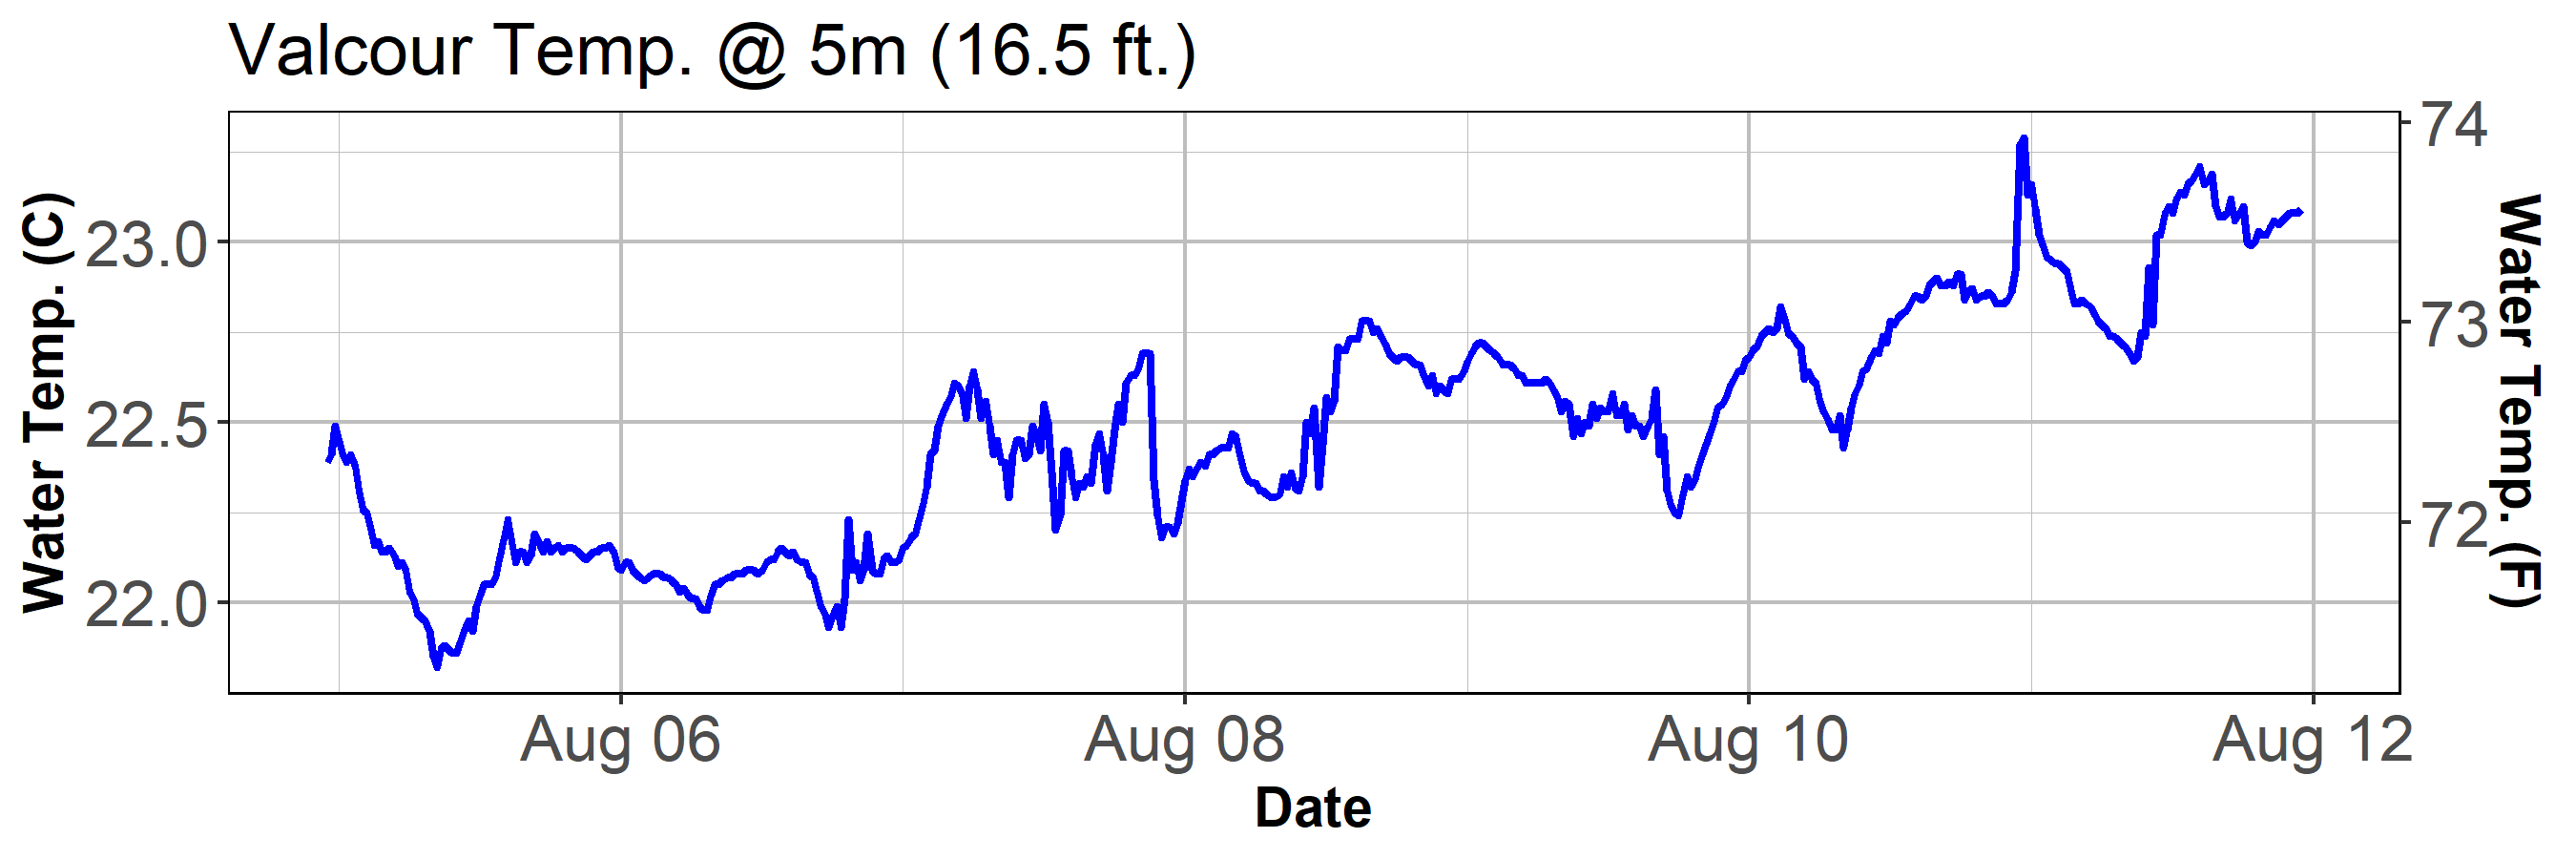 Valcour Temp. @ 5m (16.5 ft.)
Water Temp. (C)
23.0
22.5
22.0
74
73
72
Water Temp. (F)
Aug 06
Aug 08
Aug 10
Aug 12
Date